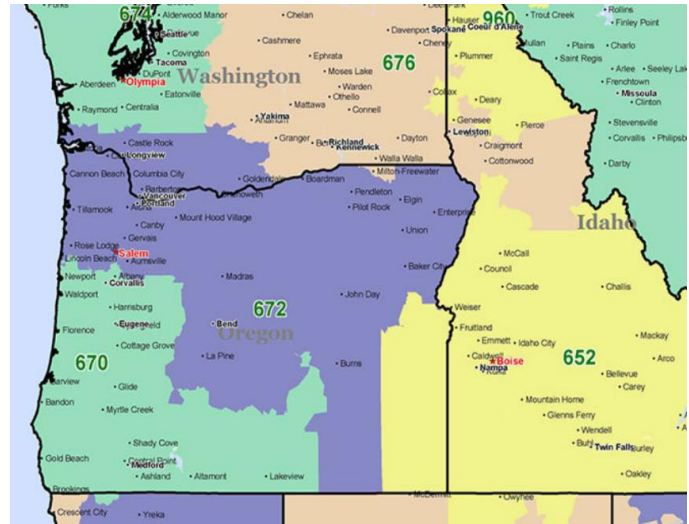 674
Alderwood Manor
Chelan
Davenport
Spokane
Hauser
Coeur d'Alene
960
Trout Creek
Rollins
Finley Point
Seattle
Cashmere
Cheney
Mullan
Plains
Charlo
Covington
Ephrata
Plummer
Saint Regis
Tacoma
Moses Lake
676
Arlee
Seeley Lake
DuPont
Washington
Warden
Frenchtown
Aberdeen
Olympia
Othello
Colfax
Deary
Missoula
Eatonville
Mattawa
Connell
Clinton
Raymond
Centralia
Yakima
Genesee
Pierce
Stevensville
Lewiston
Granger
Richland
Dayton
Craigmont
Corvallis
Castle Rock
Kennewick
Cottonwood
Longview
Walla Walla
Darby
Cannon Beach
Columbia City
Goldendale
Boardman
Milton-Freewater
Barberton
Vancouver
Portland
Pendleton
Elgin
Tillamook
Mount Hood Village
Pilot Rock
Enterprise
Idaho
Canby
Union
Rose Lodge
Gervais
Salem
McCall
Lincoln Beach
Aumsville
Baker City
Council
Newport
Albany
Madras
Cascade
Challis
Waldport
Corvallis
John Day
Harrisburg
672
Weiser
Florence
Eugene
Bend
Fruitland
Oregon
Emmett
Idaho City
Mackay
Cottage Grove
La Pine
Caldwell
Boise
652
Arco
670
Burns
Nampa
Kuna
Bellevue
Glide
Carey
Bandon
Mountain Home
Myrtle Creek
Glenns Ferry
Wendell
Shady Cove
Buhl
Twin Falls
Burley
Gold Beach
Central Point
Medford
Ashland
Altamont
Lakeview
Oakley
Brookings
McDermitt
Owyhee
Crescent City
Yreka